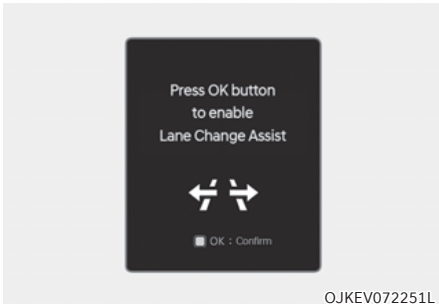 Press OK button
to enable
Lane Change Assist
OK : Confirm
OJKEV072251L